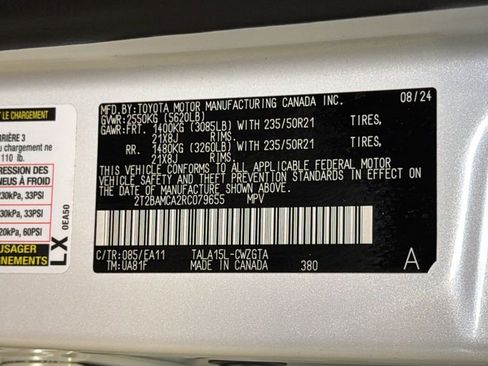 T LE CHARGEMENT
RRIÈRE 3
u chargement ne
110 lb.
RESSION DES
NEUS À FROID
230kPa, 33PSI
230kPa, 33PSI
20kPa, 60PSI
USAGER
GNEMENTS
LX 0EA50
MFD.BY:TOYOTA MOTOR MANUFACTURING CANADA INC. 08/24
GVWR:2550KG (5620LB)
GAWR:FRT. 1400KG (3085LB) WITH 235/50R21 TIRES,
21X8J RIMS.
RR. 1480KG (3260LB) WITH 235/50R21 TIRES,
21X8J RIMS.
THIS VEHICLE CONFORMS TO ALL APPLICABLE FEDERAL MOTOR
VEHICLE SAFETY AND THEFT PREVENTION STANDARDS IN EFFECT ON
THE DATE OF MANUFACTURE SHOWN ABOVE.
2T2BAMCA2RC079655 MPV
C/TR:085/EA11 TALA15L-CWZGTA
TM:UA81F MADE IN CANADA 380 A